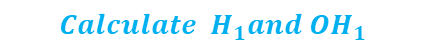 Calculate H₁ and OH₁